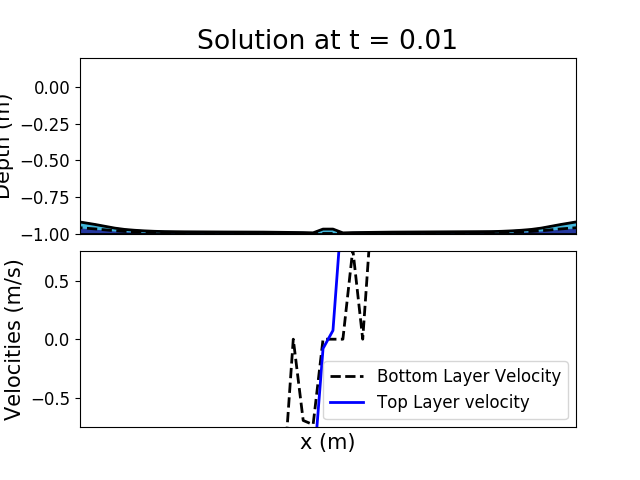 Solution at t = 0.01
Depth (m)
0.00
−0.25
−0.50
−0.75
−1.00
Velocities (m/s)
0.5
0.0
−0.5
Bottom Layer Velocity
Top Layer velocity
x (m)